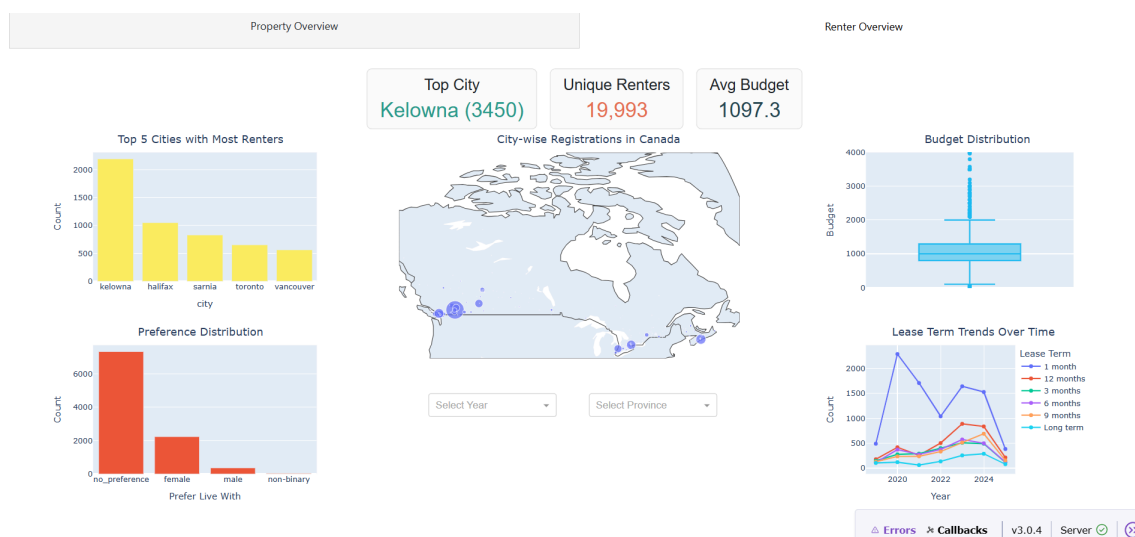 Property Overview
Renter Overview
Top City
Kelowna (3450)
Unique Renters
19,993
Avg Budget
1097.3
Top 5 Cities with Most Renters
2000
1500
1000
500
0
Count
kelowna halifax sarnia toronto vancouver
city
City-wise Registrations in Canada
Budget Distribution
4000
3000
2000
1000
0
Budget
Preference Distribution
6000
4000
2000
0
Count
no_preference female male non-binary
Prefer Live With
Select Year
Select Province
Lease Term Trends Over Time
2000
1500
1000
500
0
Count
2020 2022 2024
Year
Lease Term
1 month
12 months
3 months
6 months
9 months
Long term
Errors Callbacks v3.0.4 Server